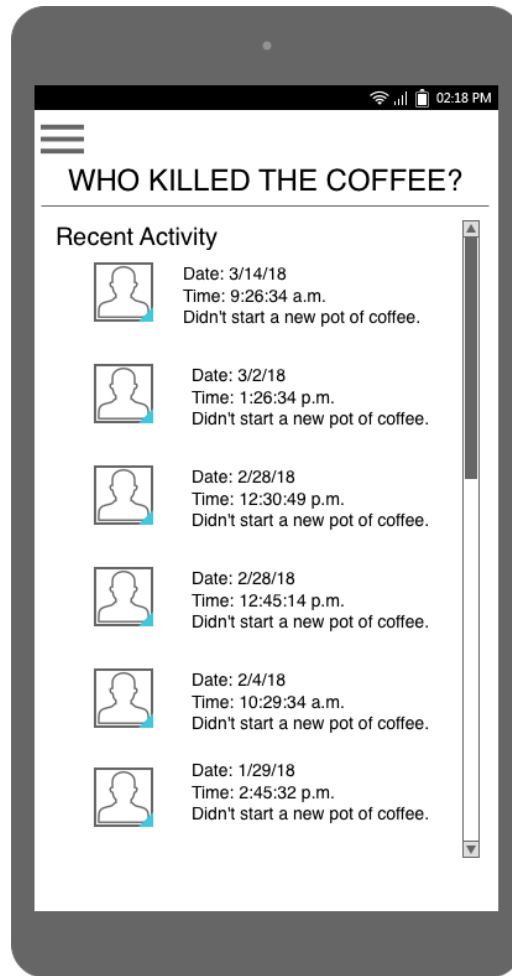 02:18 PM
WHO KILLED THE COFFEE?
Recent Activity
Date: 3/14/18
Time: 9:26:34 a.m.
Didn't start a new pot of coffee.
Date: 3/2/18
Time: 1:26:34 p.m.
Didn't start a new pot of coffee.
Date: 2/28/18
Time: 12:30:49 p.m.
Didn't start a new pot of coffee.
Date: 2/28/18
Time: 12:45:14 p.m.
Didn't start a new pot of coffee.
Date: 2/4/18
Time: 10:29:34 a.m.
Didn't start a new pot of coffee.
Date: 1/29/18
Time: 2:45:32 p.m.
Didn't start a new pot of coffee.